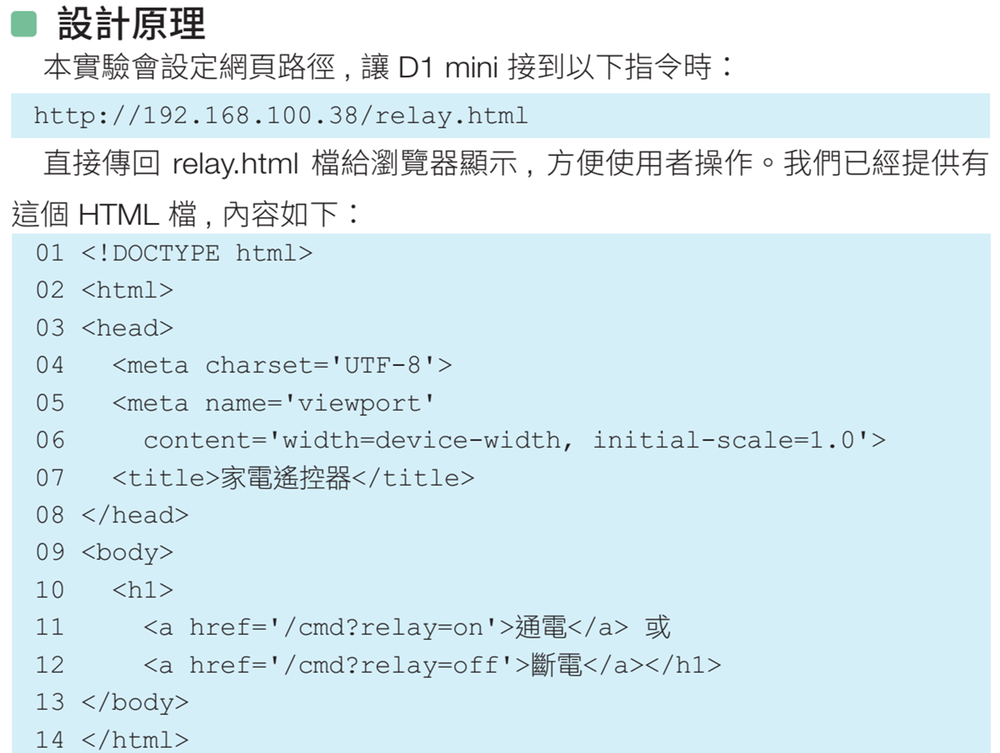 設計原理
本實驗會設定網頁路徑, 讓 D1 mini 接到以下指令時：
http://192.168.100.38/relay.html
直接傳回 relay.html 檔給瀏覽器顯示, 方便使用者操作。我們已經提供有
這個 HTML 檔, 內容如下：
01 <!DOCTYPE html>
02 <html>
03 <head>
04   <meta charset='UTF-8'>
05   <meta name='viewport'
06     content='width=device-width, initial-scale=1.0'>
07   <title>家電遙控器</title>
08 </head>
09 <body>
10   <h1>
11     <a href='/cmd?relay=on'>通電</a> 或
12     <a href='/cmd?relay=off'>斷電</a></h1>
13 </body>
14 </html>